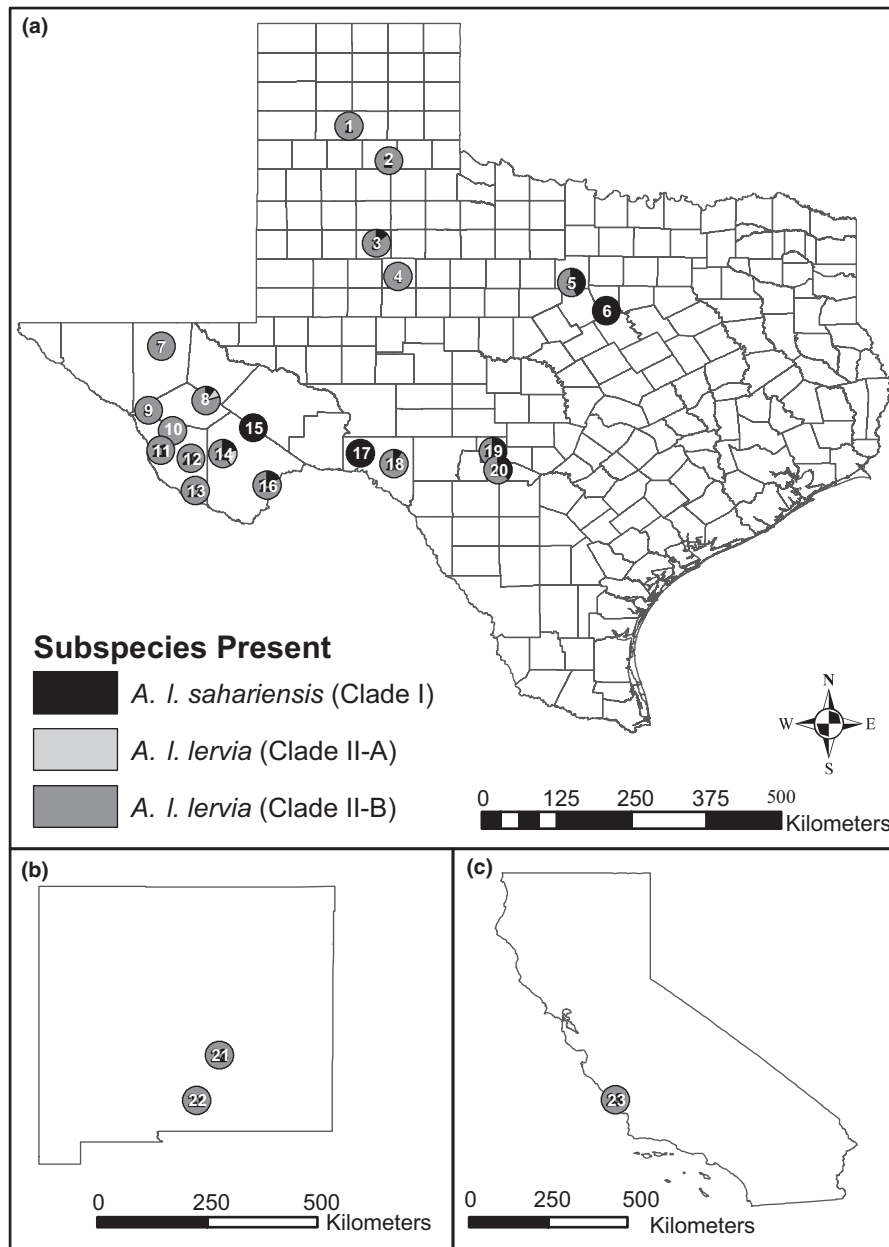 (a)
1
2
3
4
5
6
7
8
9
10
15
11
12
14
17
18
19
20
13
16
Subspecies Present
A. l. sahariensis (Clade I)
A. l. lervia (Clade II-A)
A. l. lervia (Clade II-B)
N
W E
S
0 125 250 375 500
Kilometers
(b)
21
22
0 250 500
Kilometers
(c)
23
0 250 500
Kilometers